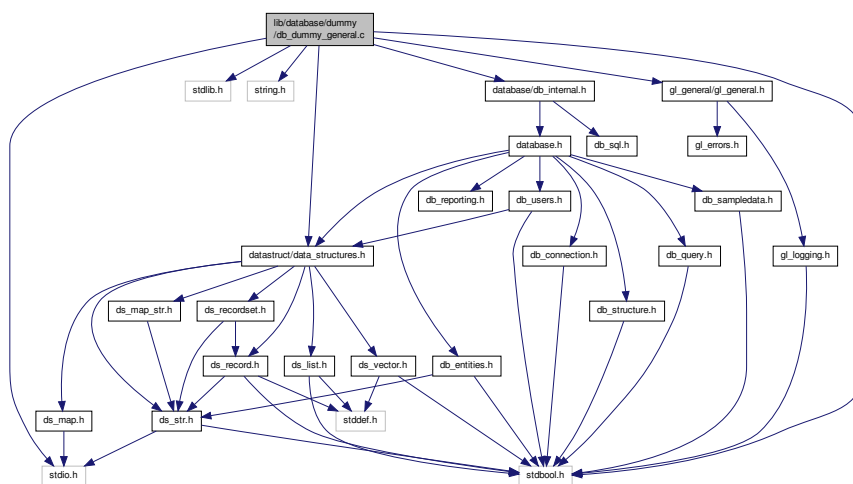 lib/database/dummy
/db_dummy_general.c
stdlib.h
string.h
database/db_internal.h
gl_general/gl_general.h
database.h
db_sql.h
gl_errors.h
db_reporting.h
db_users.h
db_sampledata.h
datastruct/data_structures.h
db_connection.h
db_query.h
gl_logging.h
ds_map_str.h
ds_recordset.h
db_structure.h
ds_record.h
ds_list.h
ds_vector.h
db_entities.h
ds_map.h
ds_str.h
stddef.h
stdio.h
stdbool.h